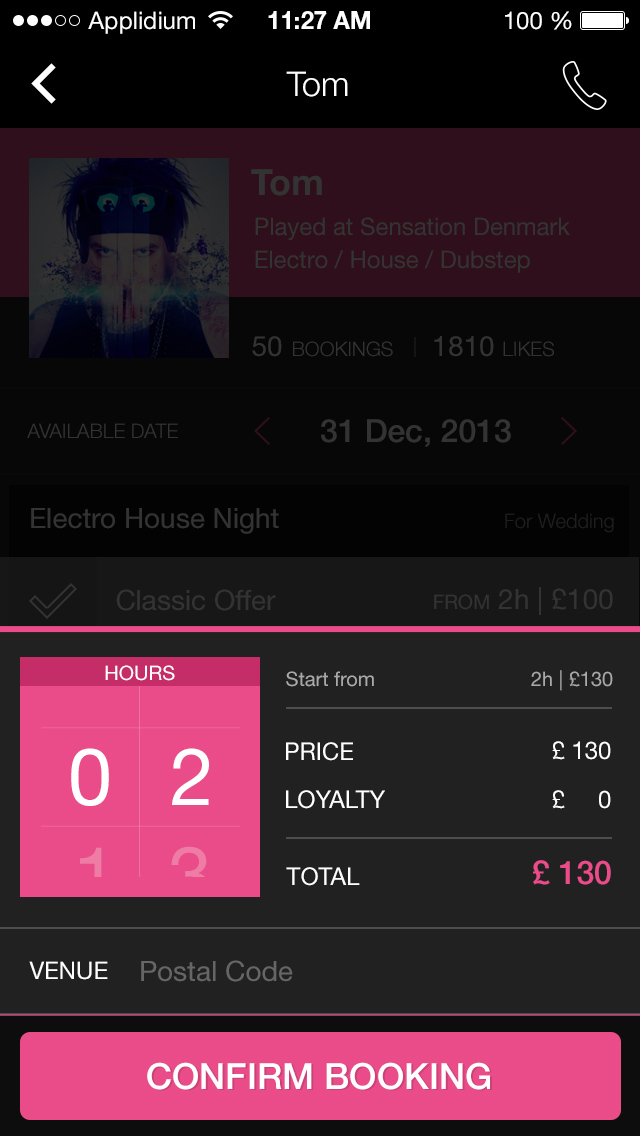 Applidium 11:27 AM 100 %
Tom
Tom
Played at Sensation Denmark
Electro / House / Dubstep
50 BOOKINGS | 1810 LIKES
AVAILABLE DATE 31 Dec, 2013
Electro House Night For Wedding
Classic Offer FROM 2h | £100
HOURS
0 2
1 3
Start from 2h | £130
PRICE £ 130
LOYALTY £ 0
TOTAL £ 130
VENUE Postal Code
CONFIRM BOOKING